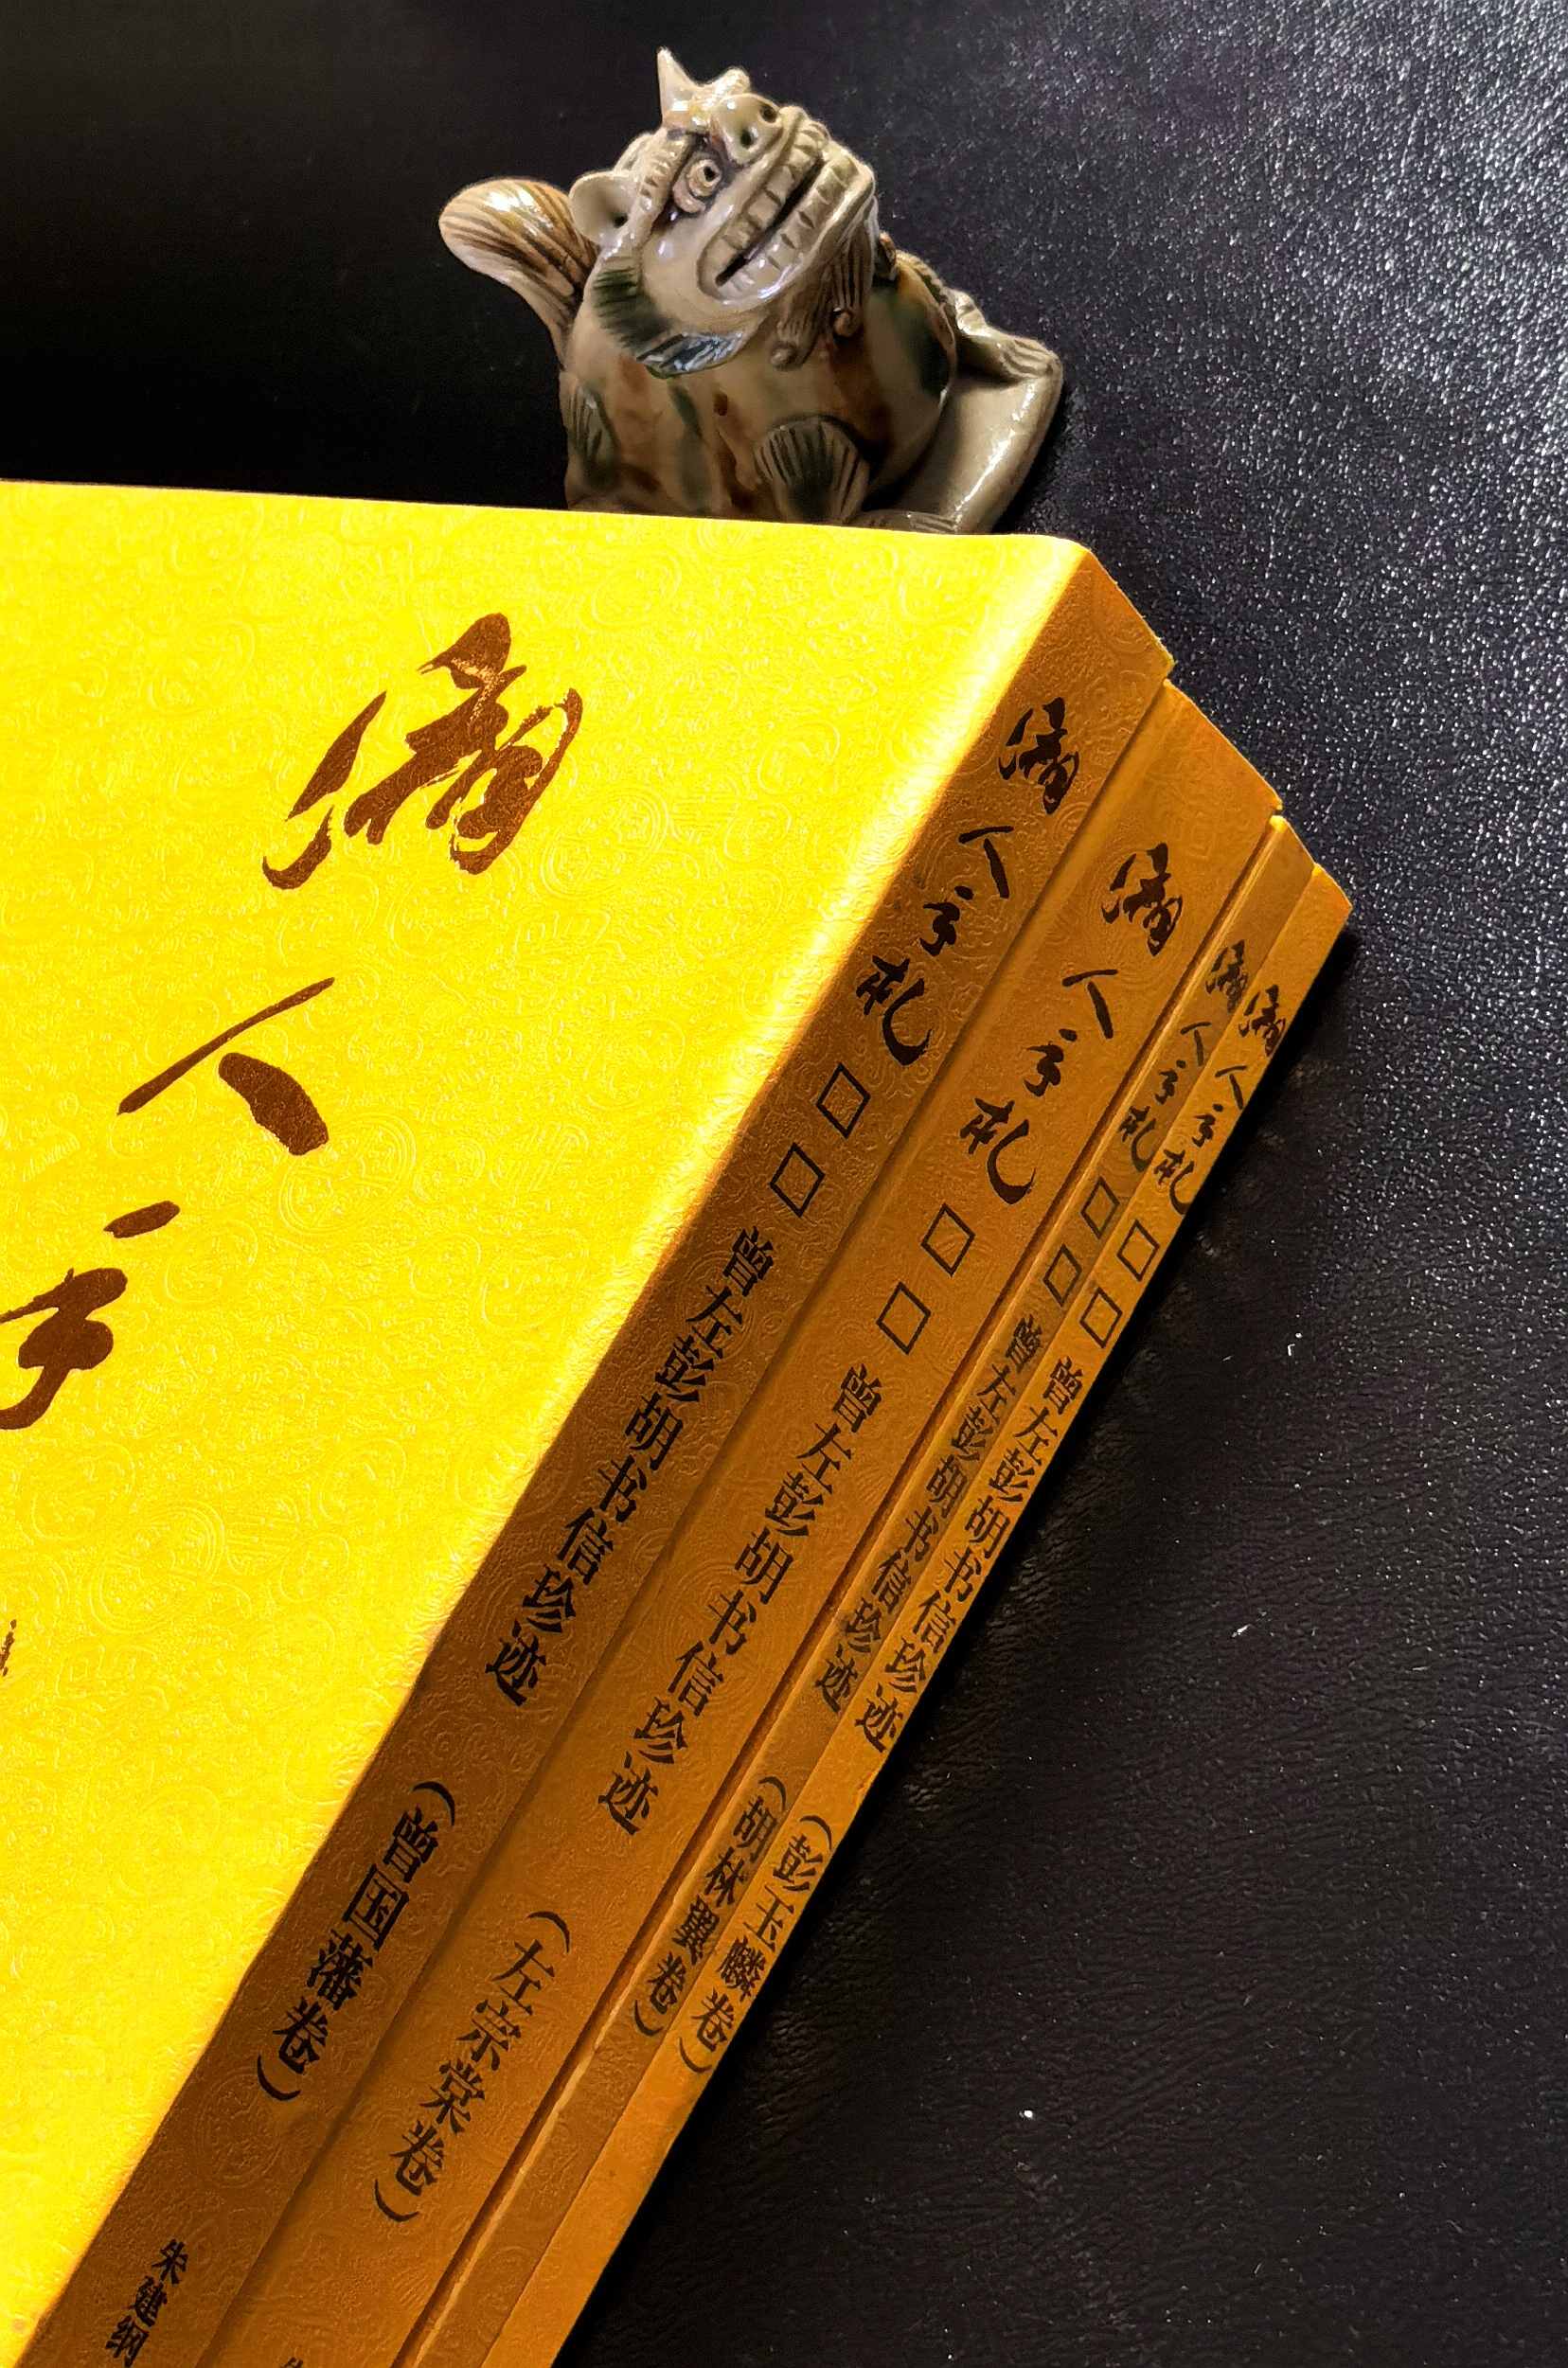 湘人手札
湘人手札□□曾左彭胡书信珍迹（曾国藩卷） 朱建纲
湘人手札□□曾左彭胡书信珍迹（左宗棠卷）
湘人手札□□曾左彭胡书信珍迹（胡林翼卷）
湘人手札□□曾左彭胡书信珍迹（彭玉麟卷）